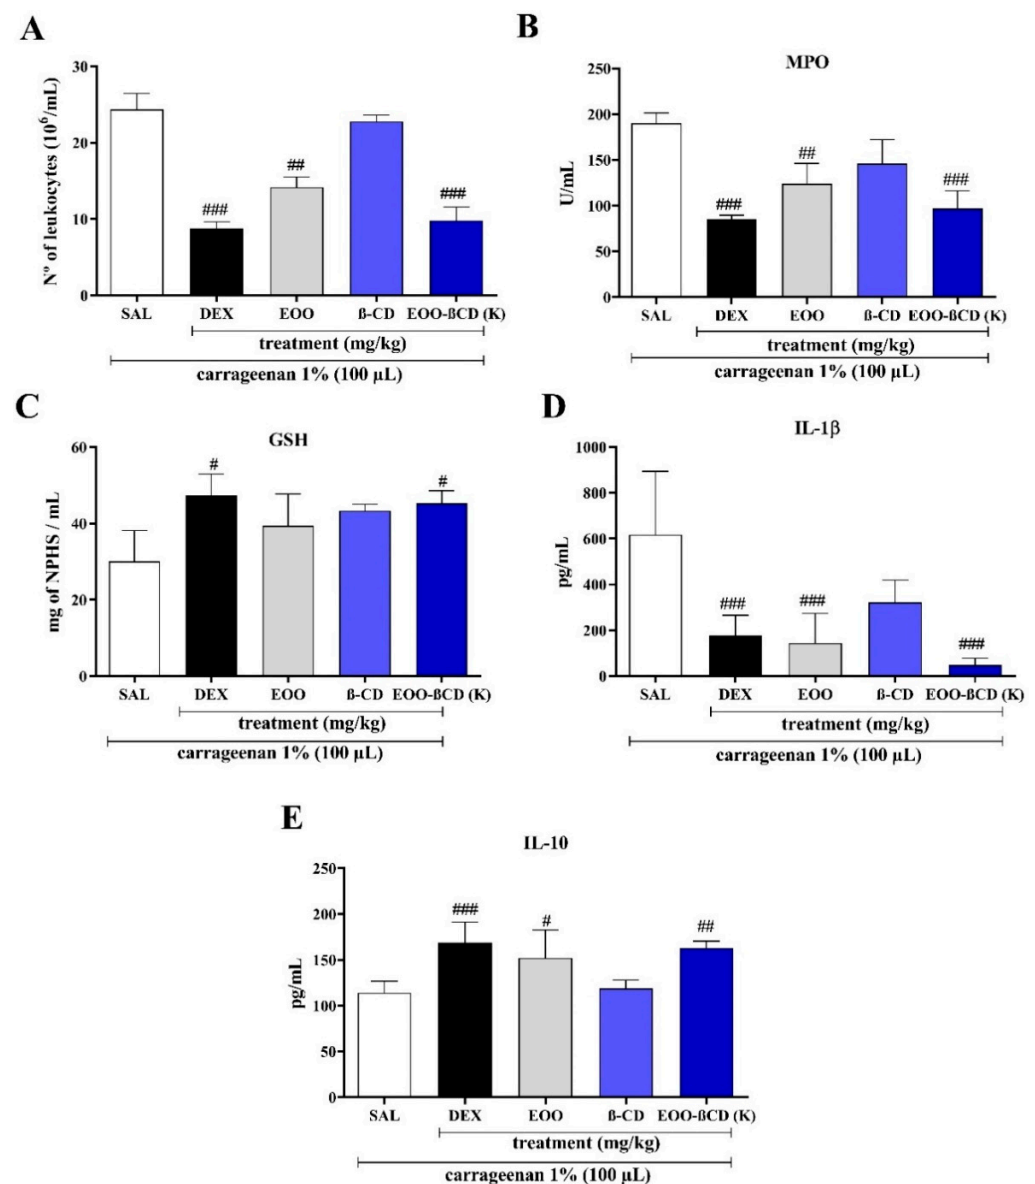 A
Nº of leukocytes (10⁶/mL)
30
20
10
0
###
##
###
SAL
DEX
EOO
ß-CD
EOO-ßCD (K)
treatment (mg/kg)
carrageenan 1% (100 µL)
B
MPO
U/mL
250
200
150
100
50
0
###
##
###
SAL
DEX
EOO
ß-CD
EOO-ßCD (K)
treatment (mg/kg)
carrageenan 1% (100 µL)
C
GSH
mg of NPHS / mL
60
40
20
0
#
#
SAL
DEX
EOO
ß-CD
EOO-ßCD (K)
treatment (mg/kg)
carrageenan 1% (100 µL)
D
IL-1β
pg/mL
1000
800
600
400
200
0
###
###
###
SAL
DEX
EOO
ß-CD
EOO-ßCD (K)
treatment (mg/kg)
carrageenan 1% (100 µL)
E
IL-10
pg/mL
250
200
150
100
50
0
###
#
##
SAL
DEX
EOO
ß-CD
EOO-ßCD (K)
treatment (mg/kg)
carrageenan 1% (100 µL)